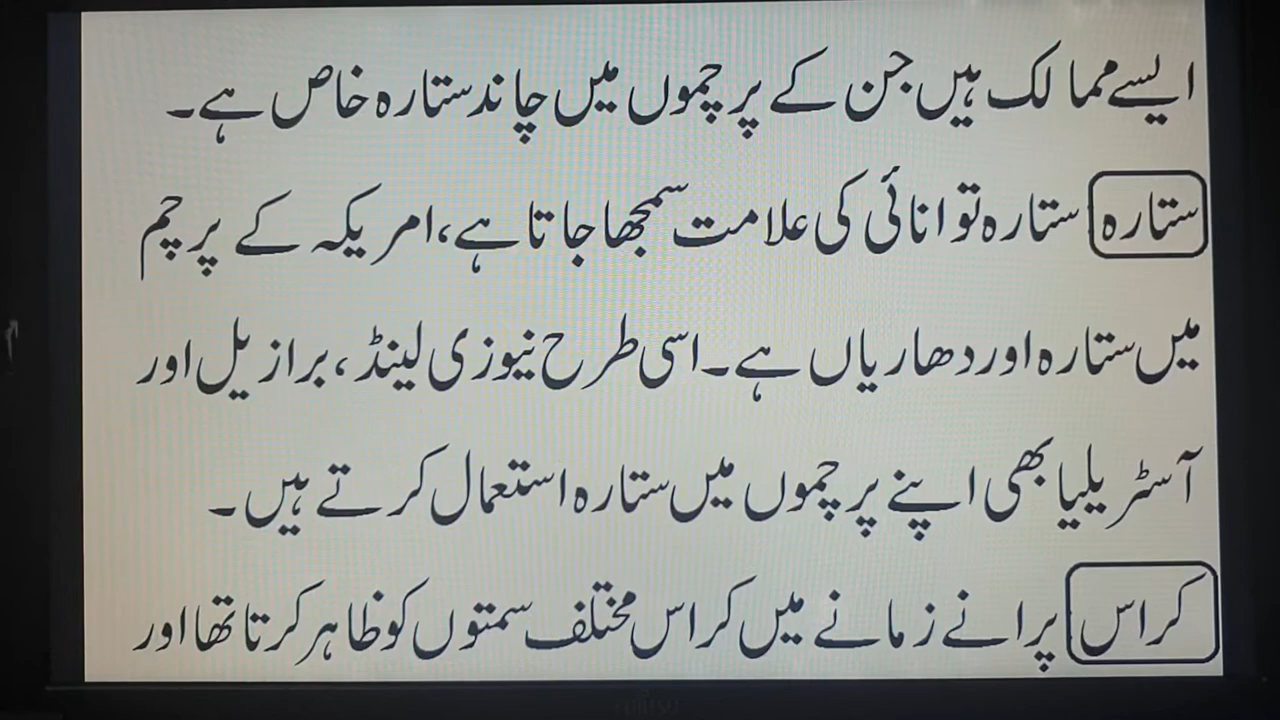 ایسے ممالک ہیں جن کے پرچموں میں چاند ستارہ خاص ہے۔
ستارہ ستارہ توانائی کی علامت سمجھا جاتا ہے، امریکہ کے پرچم
میں ستارہ اور دھاریاں ہے۔ اسی طرح نیوزی لینڈ، برازیل اور
آسٹریلیا بھی اپنے پرچموں میں ستارہ استعمال کرتے ہیں۔
کراس پرانے زمانے میں کراس مختلف سمتوں کو ظاہر کرتا تھا اور